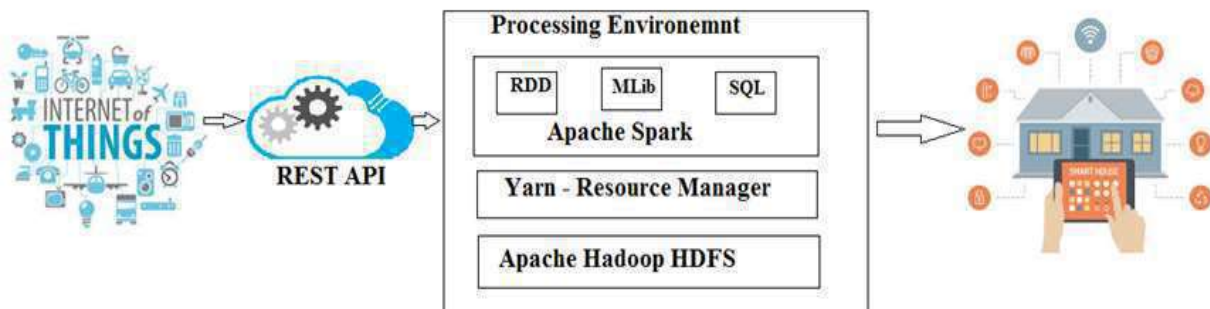 INTERNET of
THINGS
REST API
Processing Environemnt
RDD
MLib
SQL
Apache Spark
Yarn - Resource Manager
Apache Hadoop HDFS
SMART HOUSE